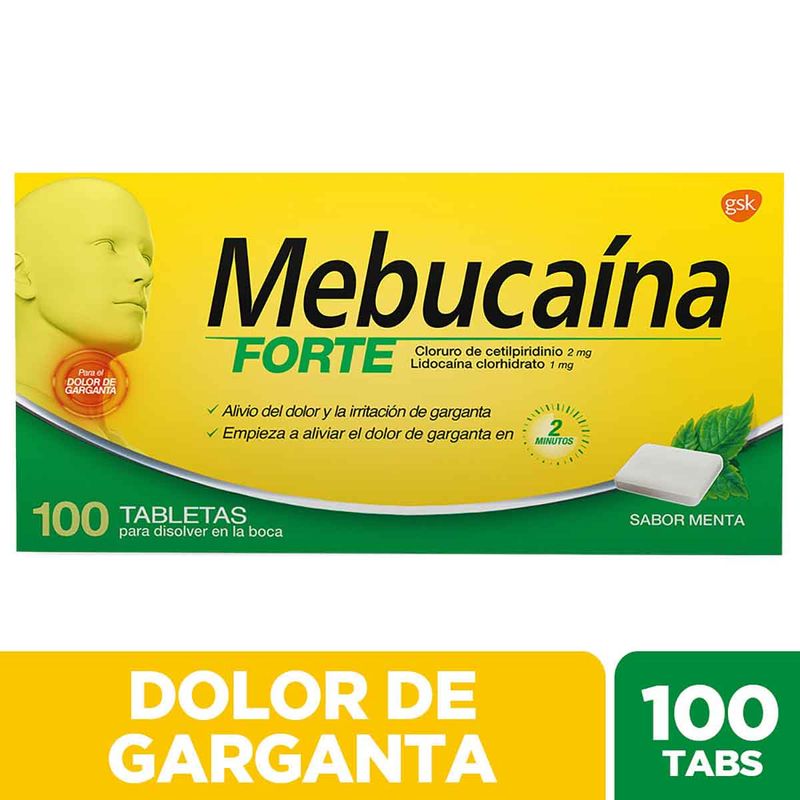 gsk
Mebucaína
FORTE
Cloruro de cetilpiridinio 2 mg
Lidocaína clorhidrato 1 mg
Para el
DOLOR DE
GARGANTA
✓ Alivio del dolor y la irritación de garganta
✓ Empieza a aliviar el dolor de garganta en
2
MINUTOS
100 TABLETAS
para disolver en la boca
SABOR MENTA
DOLOR DE
GARGANTA
100
TABS